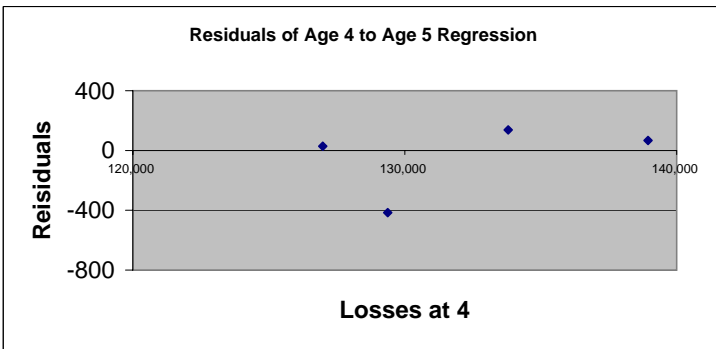 Residuals of Age 4 to Age 5 Regression
400
0
-400
-800
120,000 130,000 140,000
Reisiduals
Losses at 4